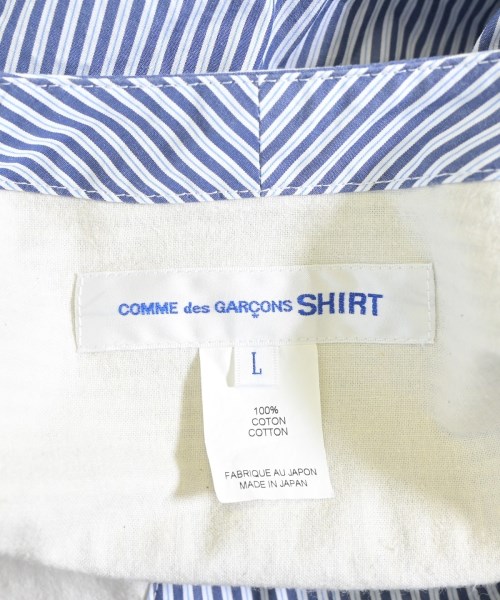 COMME des GARÇONS SHIRT
L
100%
COTON
COTTON
FABRIQUE AU JAPON
MADE IN JAPAN